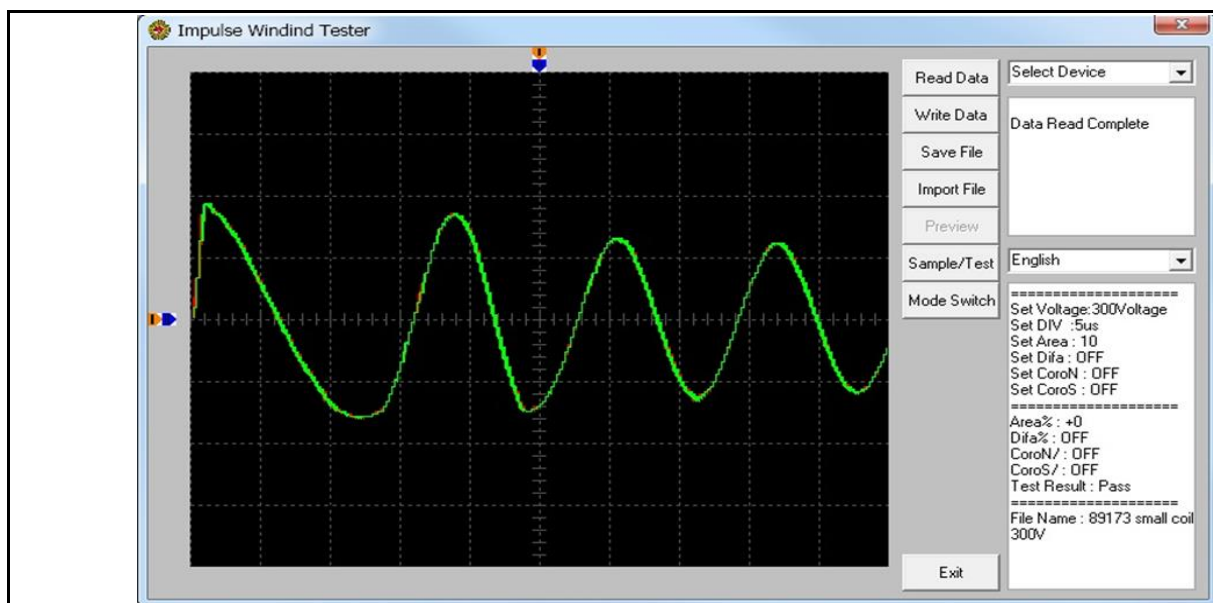 Impulse Windind Tester
Read Data
Write Data
Save File
Import File
Preview
Sample/Test
Mode Switch
Exit
Select Device
Data Read Complete
English
====================
Set Voltage:300Voltage
Set DIV  :5us
Set Area : 10
Set Difa : OFF
Set CoroN : OFF
Set CoroS : OFF
====================
Area% : +0
Difa% : OFF
CoroN/ : OFF
CoroS/ : OFF
Test Result : Pass
====================
File Name : 89173 small coil
300V